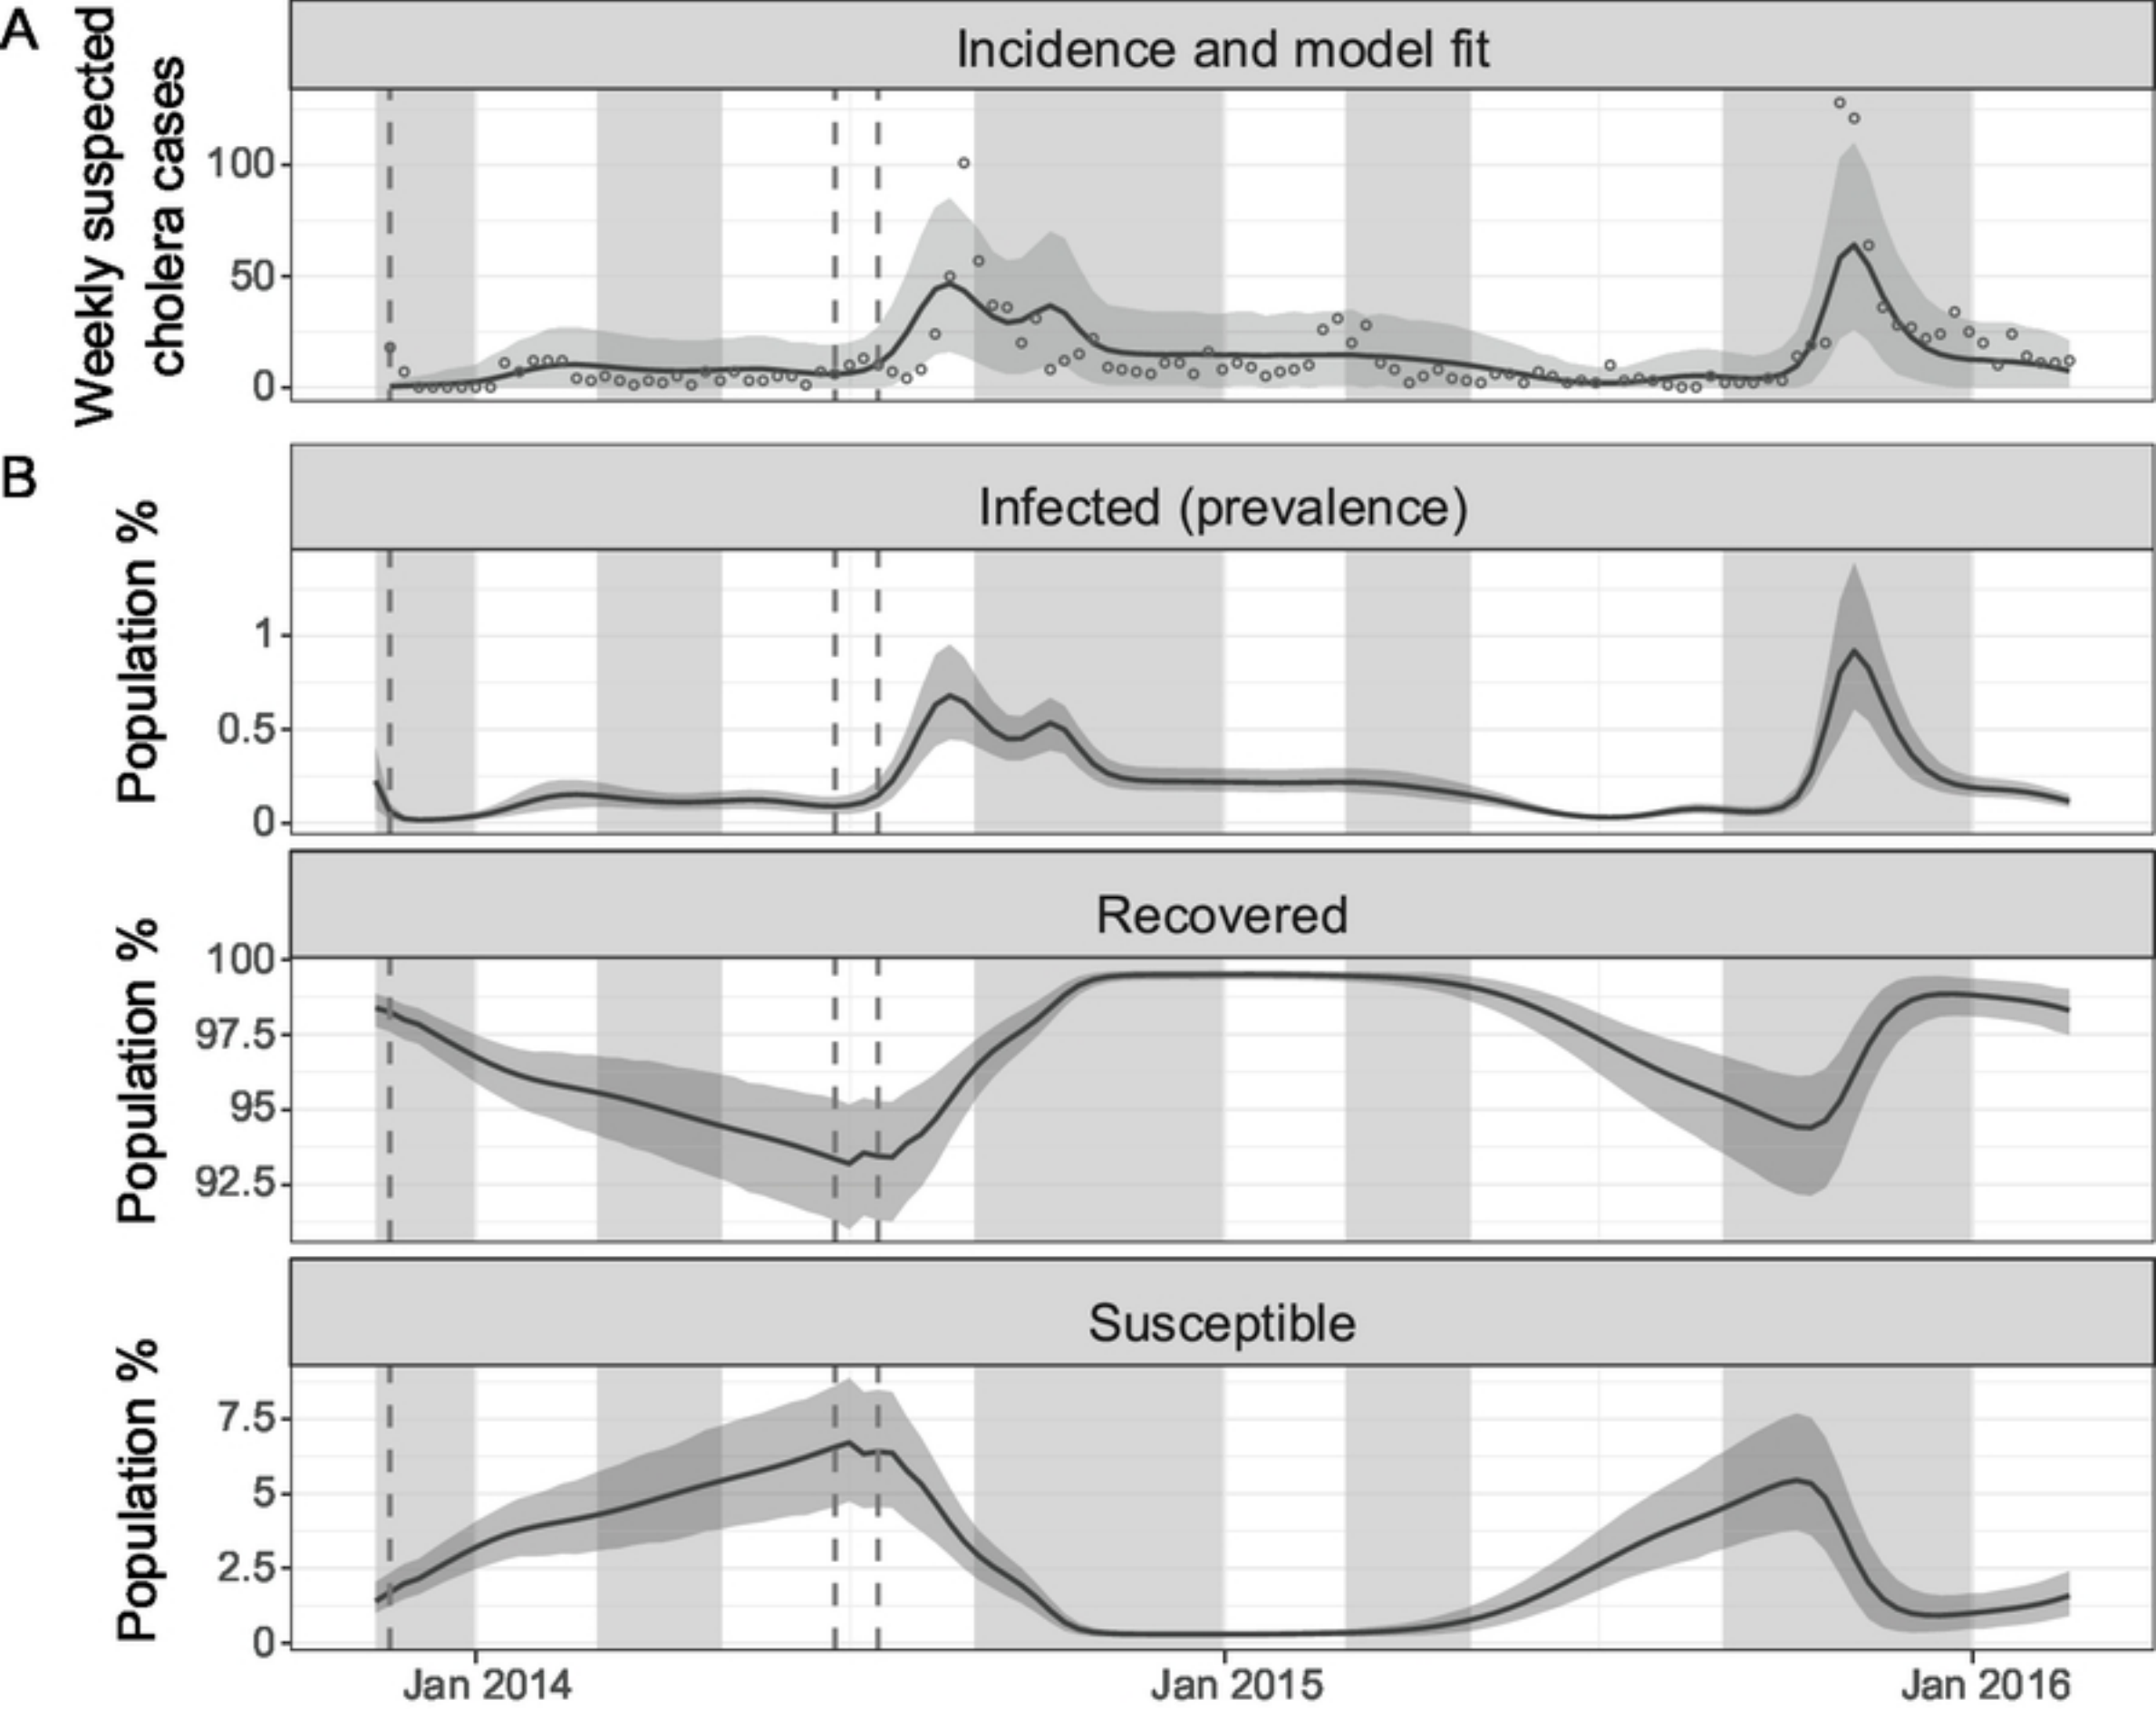 A
Incidence and model fit
Weekly suspected
cholera cases
100
50
0
B
Infected (prevalence)
Population %
1
0.5
0
Recovered
Population %
100
97.5
95
92.5
Susceptible
Population %
7.5
5
2.5
0
Jan 2014
Jan 2015
Jan 2016